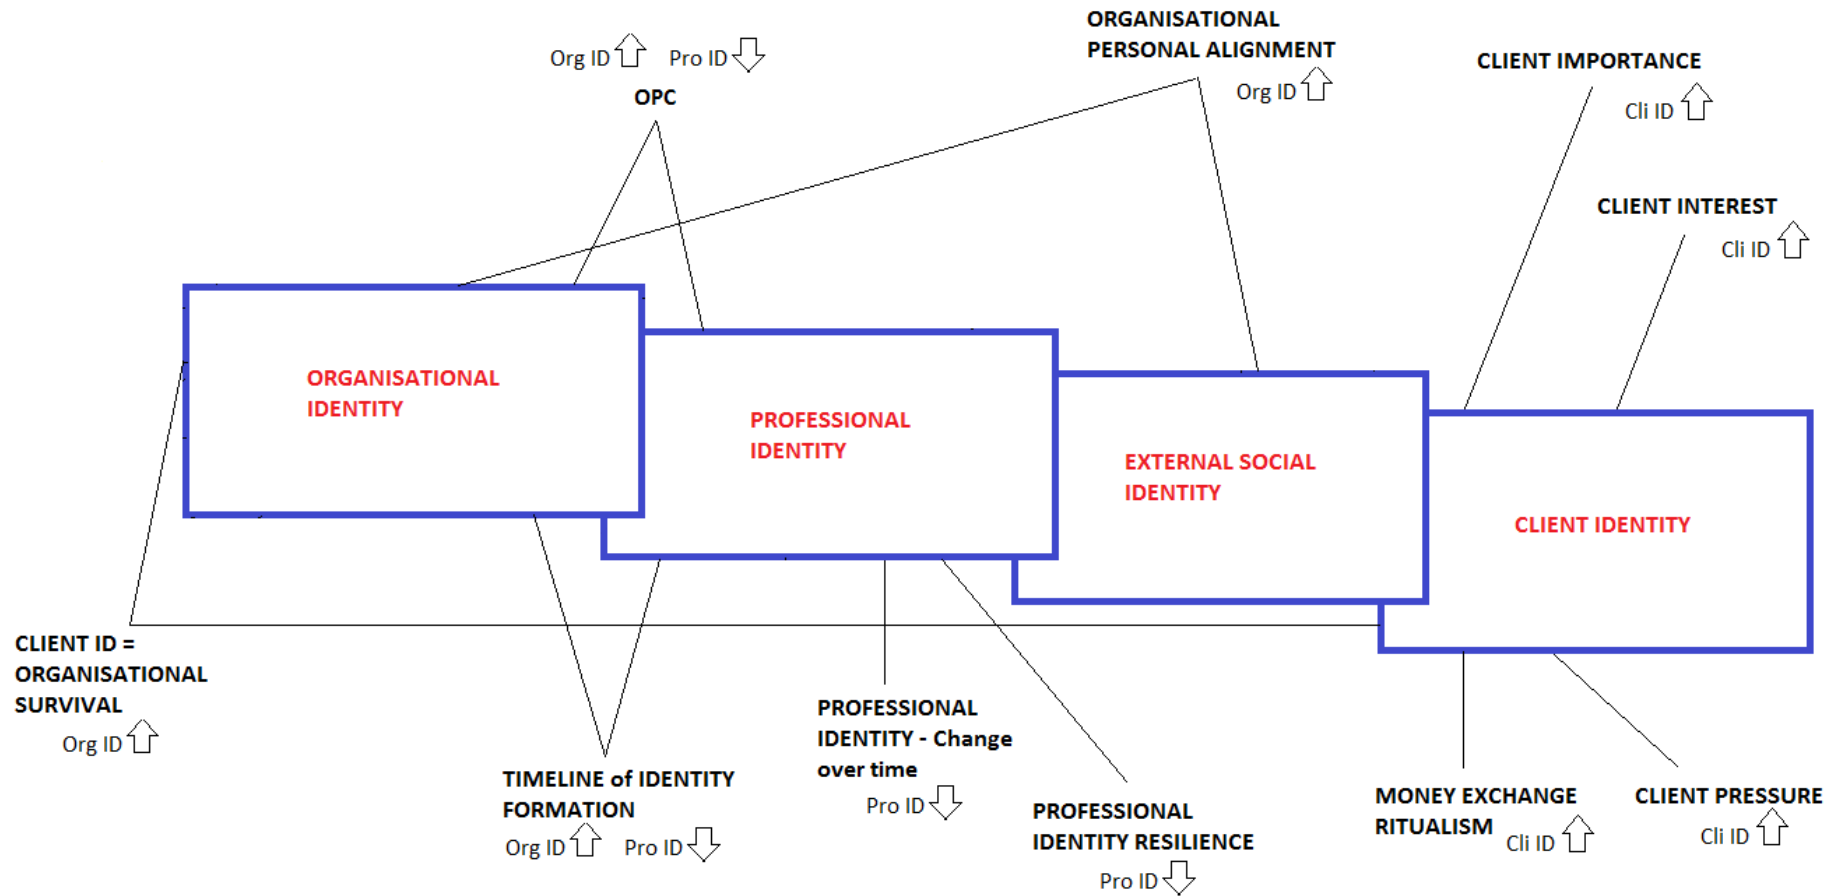 ORGANISATIONAL
PERSONAL ALIGNMENT
Org ID
Org ID Pro ID
OPC
CLIENT IMPORTANCE
Cli ID
CLIENT INTEREST
Cli ID
ORGANISATIONAL
IDENTITY
PROFESSIONAL
IDENTITY
EXTERNAL SOCIAL
IDENTITY
CLIENT IDENTITY
CLIENT ID =
ORGANISATIONAL
SURVIVAL
Org ID
TIMELINE of IDENTITY
FORMATION
Org ID Pro ID
PROFESSIONAL
IDENTITY - Change
over time
Pro ID
PROFESSIONAL
IDENTITY RESILIENCE
Pro ID
MONEY EXCHANGE
RITUALISM
Cli ID
CLIENT PRESSURE
Cli ID